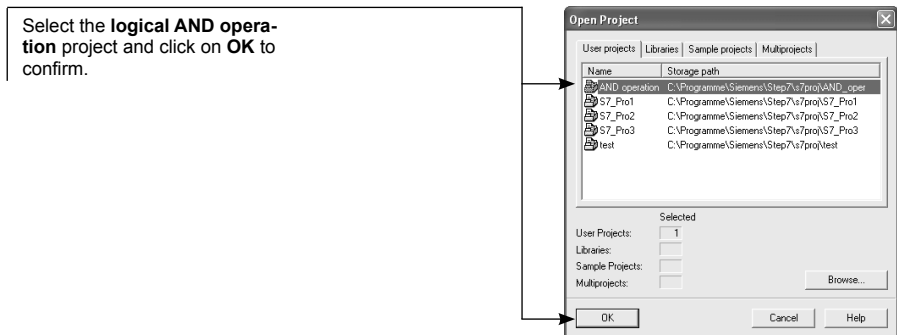 Select the logical AND opera-
tion project and click on OK to
confirm.
Open Project
User projects Libraries Sample projects Multiprojects
Name Storage path
AND operation C:\Programme\Siemens\Step7\s7proj\AND_oper
S7_Pro1 C:\Programme\Siemens\Step7\s7proj\S7_Pro1
S7_Pro2 C:\Programme\Siemens\Step7\s7proj\S7_Pro2
S7_Pro3 C:\Programme\Siemens\Step7\s7proj\S7_Pro3
test C:\Programme\Siemens\Step7\s7proj\test
Selected
User Projects: 1
Libraries:
Sample Projects:
Multiprojects:
Browse...
OK Cancel Help